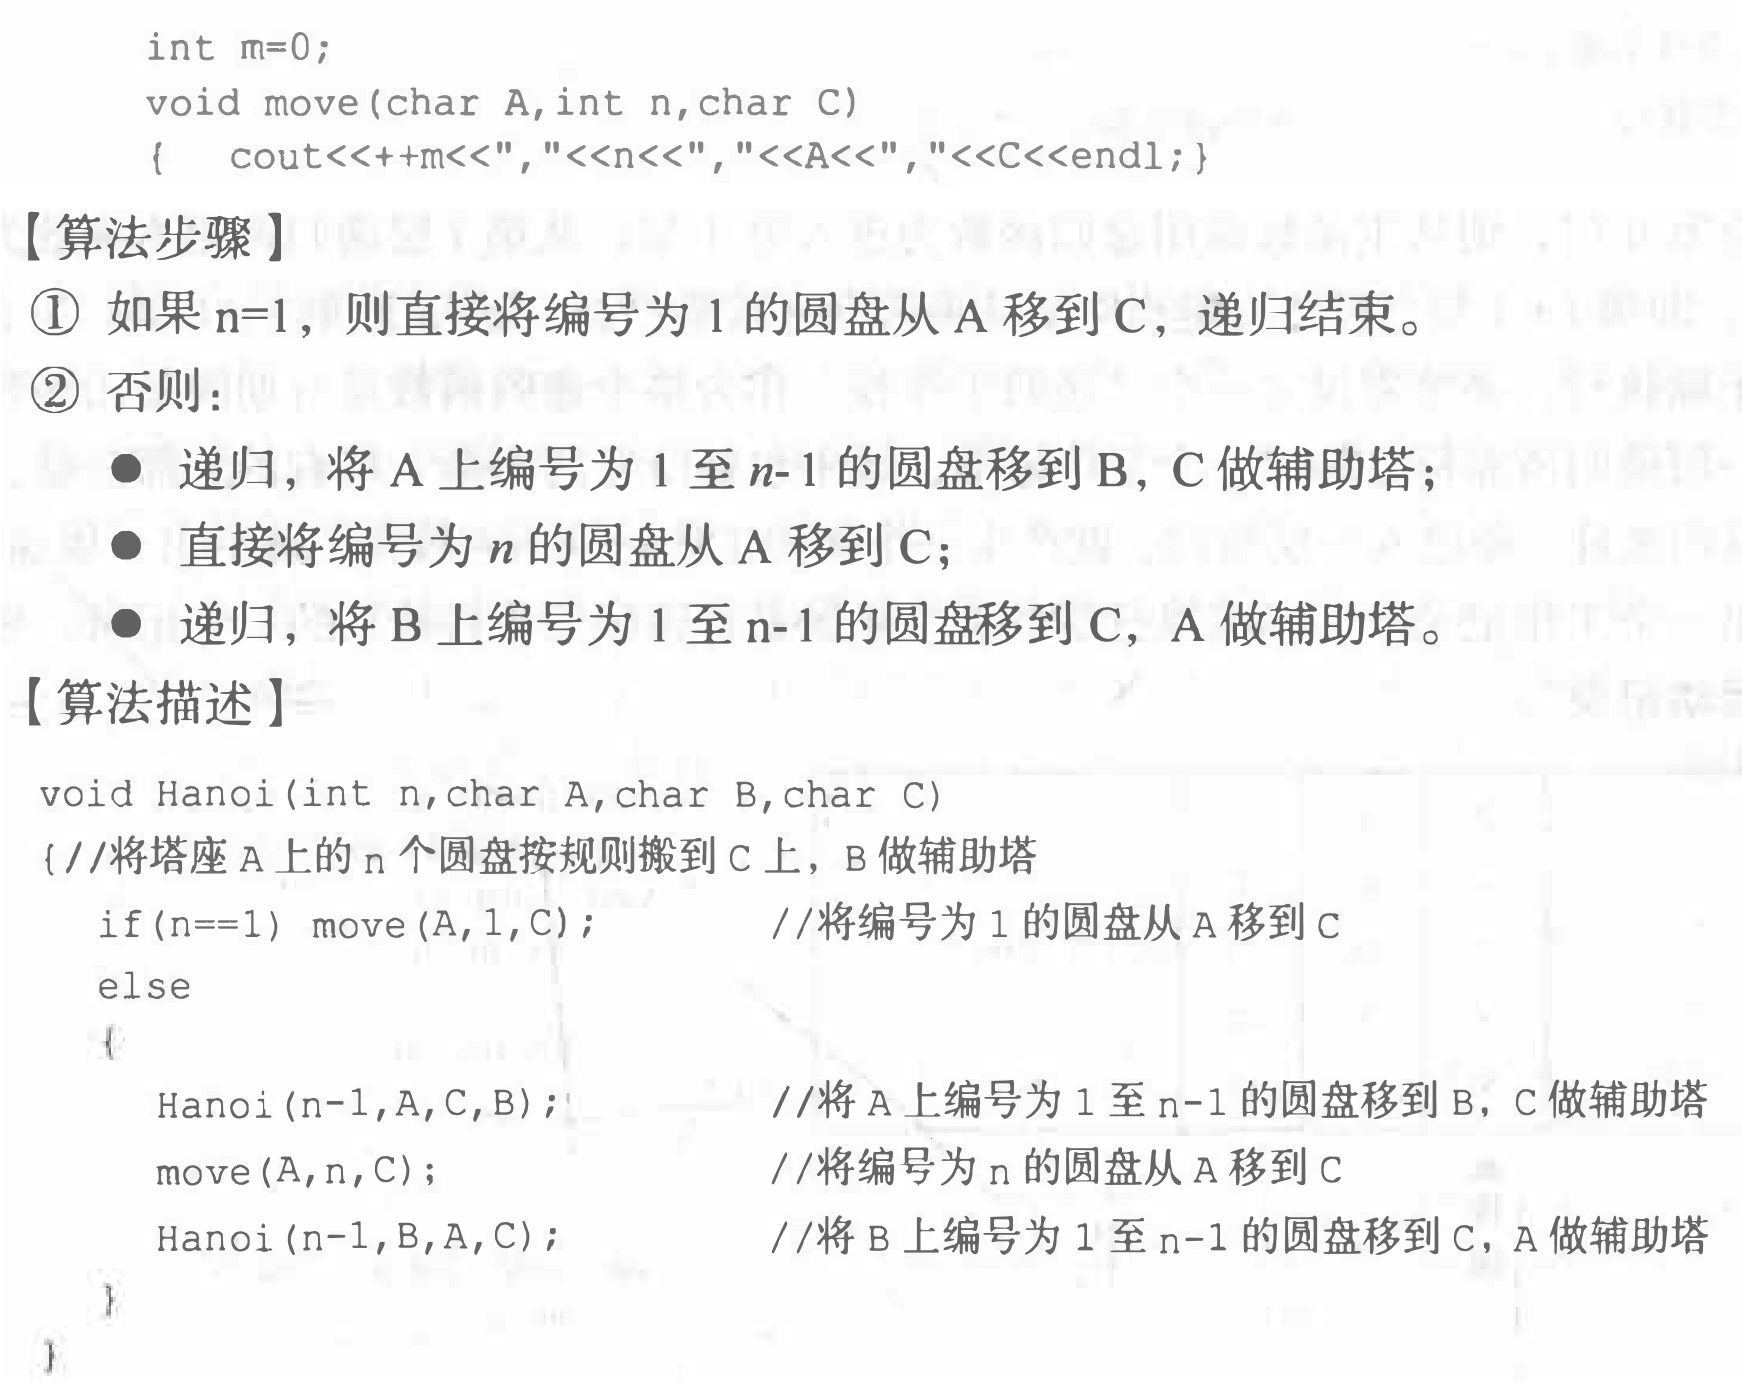 int m=0;
void move(char A,int n,char C)
{  cout<<++m<<","<<n<<","<<A<<","<<C<<endl;}
【算法步骤】
① 如果 n=1，则直接将编号为 1 的圆盘从 A 移到 C，递归结束。
② 否则：
● 递归，将 A 上编号为 1 至 n-1 的圆盘移到 B，C 做辅助塔；
● 直接将编号为 n 的圆盘从 A 移到 C；
● 递归，将 B 上编号为 1 至 n-1 的圆盘移到 C，A 做辅助塔。
【算法描述】
void Hanoi(int n,char A,char B,char C)
{//将塔座 A 上的 n 个圆盘按规则搬到 C 上，B 做辅助塔
if(n==1) move(A,1,C);  //将编号为 1 的圆盘从 A 移到 C
else
{
Hanoi(n-1,A,C,B);  //将 A 上编号为 1 至 n-1 的圆盘移到 B，C 做辅助塔
move(A,n,C);  //将编号为 n 的圆盘从 A 移到 C
Hanoi(n-1,B,A,C);  //将 B 上编号为 1 至 n-1 的圆盘移到 C，A 做辅助塔
}
}